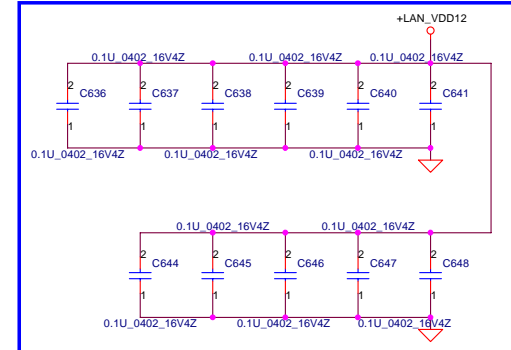 +LAN_VDD12
0.1U_0402_16V4Z 0.1U_0402_16V4Z 0.1U_0402_16V4Z
2 2 2 2 2 2
C636 C637 C638 C639 C640 C641
1 1 1 1 1 1
0.1U_0402_16V4Z 0.1U_0402_16V4Z 0.1U_0402_16V4Z
0.1U_0402_16V4Z 0.1U_0402_16V4Z
2 2 2 2 2
C644 C645 C646 C647 C648
1 1 1 1 1
0.1U_0402_16V4Z 0.1U_0402_16V4Z 0.1U_0402_16V4Z